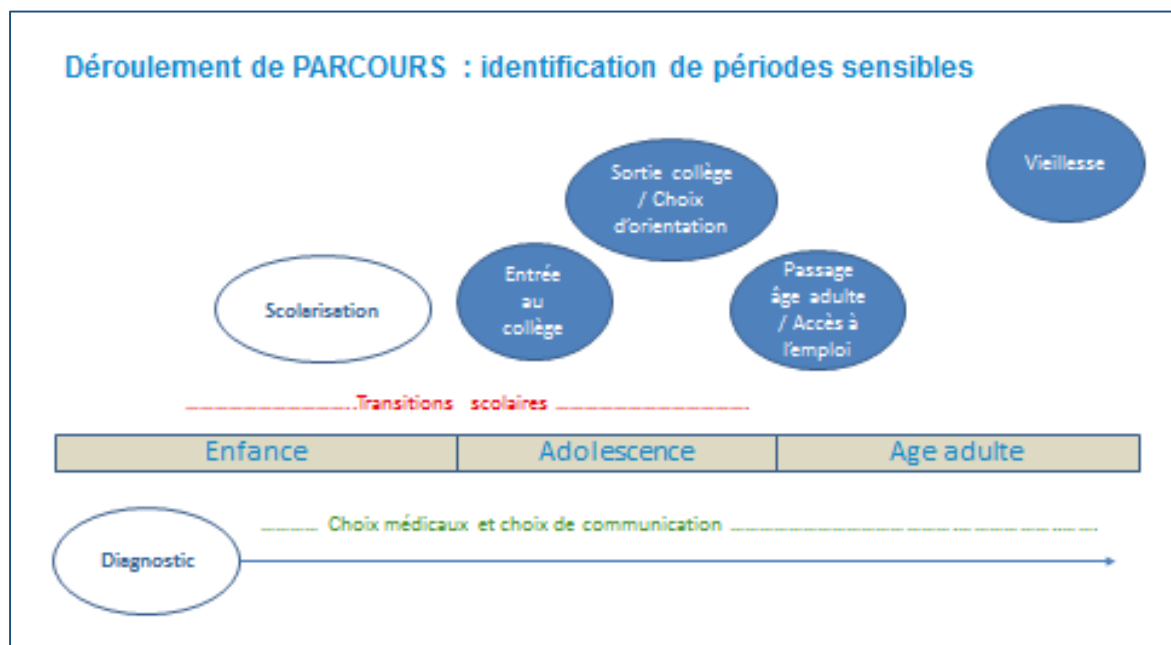 Déroulement de PARCOURS : identification de périodes sensibles
Vieillesse
Sortie collège
/ Choix
d'orientation
Scolarisation
Entrée
au
collège
Passage
âge adulte
/ Accès à
l'emploi
Transitions scolaires
Enfance
Adolescence
Age adulte
Choix médicaux et choix de communication
Diagnostic